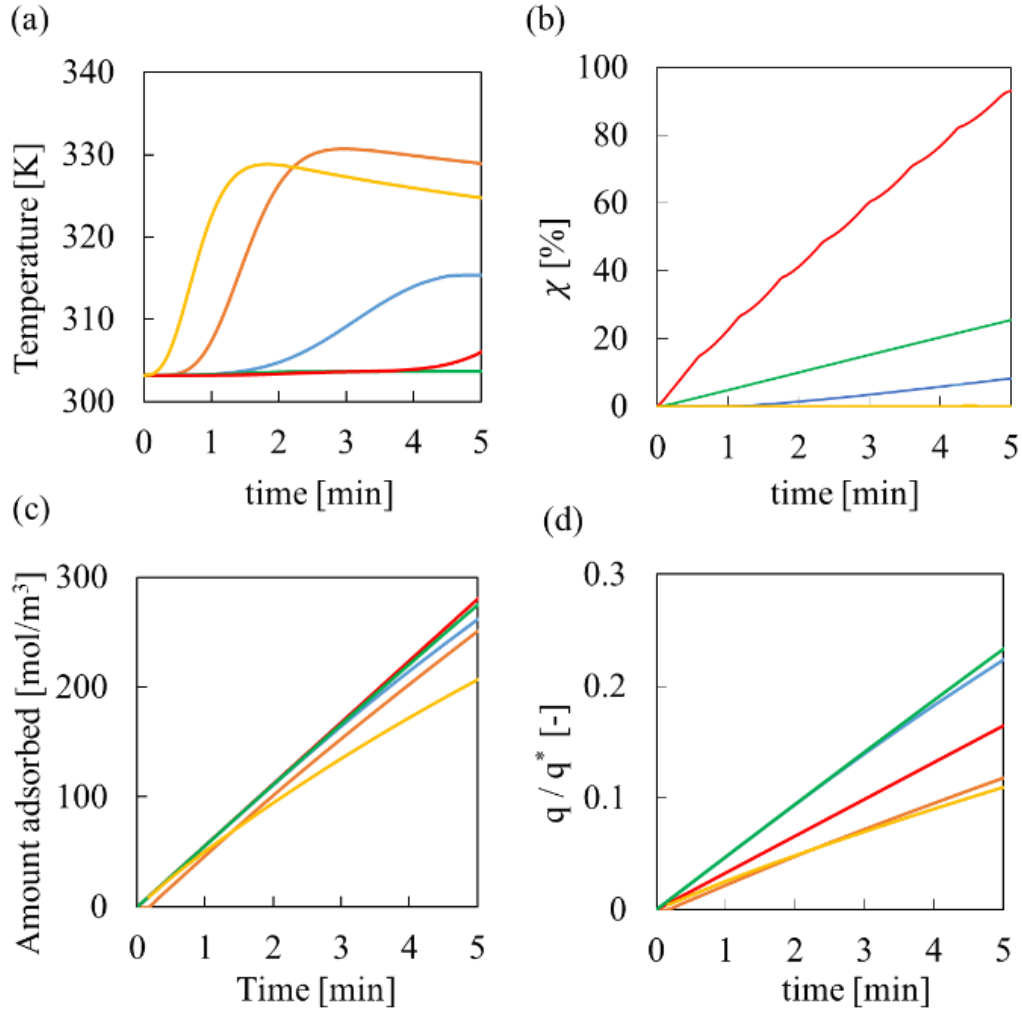 (a)
Temperature [K]
340
330
320
310
300
0 1 2 3 4 5
time [min]
(b)
χ [%]
100
80
60
40
20
0
0 1 2 3 4 5
time [min]
(c)
Amount adsorbed [mol/m³]
300
200
100
0
0 1 2 3 4 5
Time [min]
(d)
q / q* [-]
0.3
0.2
0.1
0
0 1 2 3 4 5
time [min]